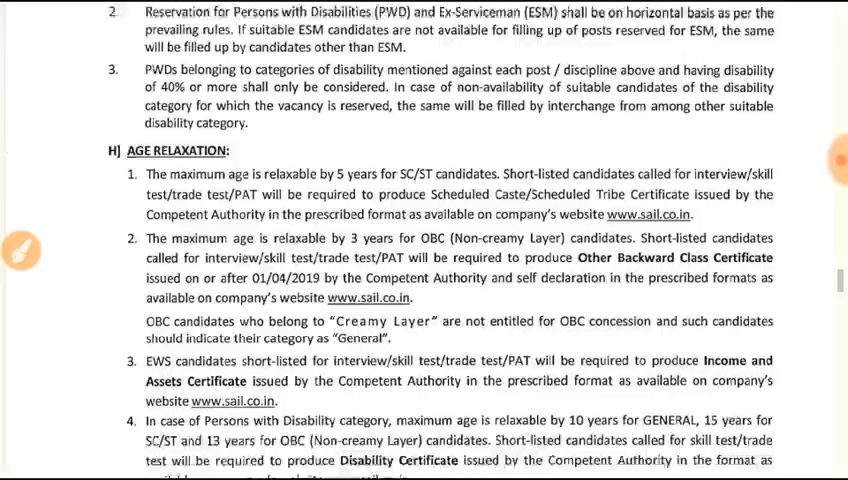 2. Reservation for Persons with Disabilities (PWD) and Ex-Serviceman (ESM) shall be on horizontal basis as per the
prevailing rules. If suitable ESM candidates are not available for filling up of posts reserved for ESM, the same
will be filled up by candidates other than ESM.
3. PWDs belonging to categories of disability mentioned against each post / discipline above and having disability
of 40% or more shall only be considered. In case of non-availability of suitable candidates of the disability
category for which the vacancy is reserved, the same will be filled by interchange from among other suitable
disability category.
H] AGE RELAXATION:
1. The maximum age is relaxable by 5 years for SC/ST candidates. Short-listed candidates called for interview/skill
test/trade test/PAT will be required to produce Scheduled Caste/Scheduled Tribe Certificate issued by the
Competent Authority in the prescribed format as available on company's website www.sail.co.in.
2. The maximum age is relaxable by 3 years for OBC (Non-creamy Layer) candidates. Short-listed candidates
called for interview/skill test/trade test/PAT will be required to produce Other Backward Class Certificate
issued on or after 01/04/2019 by the Competent Authority and self declaration in the prescribed formats as
available on company's website www.sail.co.in.
OBC candidates who belong to "Creamy Layer" are not entitled for OBC concession and such candidates
should indicate their category as "General".
3. EWS candidates short-listed for interview/skill test/trade test/PAT will be required to produce Income and
Assets Certificate issued by the Competent Authority in the prescribed format as available on company's
website www.sail.co.in.
4. In case of Persons with Disability category, maximum age is relaxable by 10 years for GENERAL, 15 years for
SC/ST and 13 years for OBC (Non-creamy Layer) candidates. Short-listed candidates called for skill test/trade
test will be required to produce Disability Certificate issued by the Competent Authority in the format as